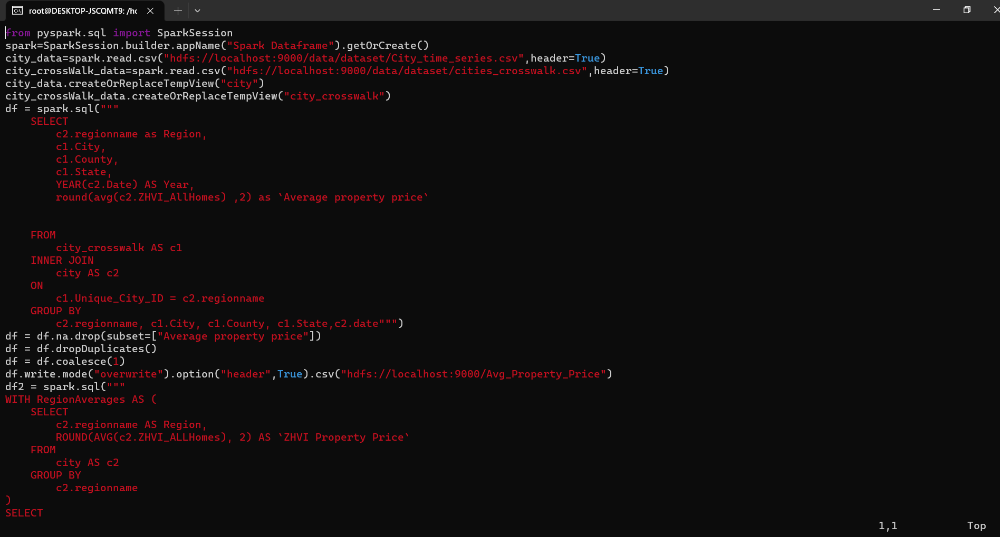 root@DESKTOP-JSCQMT9: /hc
from pyspark.sql import SparkSession
spark=SparkSession.builder.appName("Spark Dataframe").getOrCreate()
city_data=spark.read.csv("hdfs://localhost:9000/data/dataset/City_time_series.csv",header=True)
city_crossWalk_data=spark.read.csv("hdfs://localhost:9000/data/dataset/cities_crosswalk.csv",header=True)
city_data.createOrReplaceTempView("city")
city_crossWalk_data.createOrReplaceTempView("city_crosswalk")
df = spark.sql("""
    SELECT
        c2.regionname as Region,
        c1.City,
        c1.County,
        c1.State,
        YEAR(c2.Date) AS Year,
        round(avg(c2.ZHVI_AllHomes) ,2) as `Average property price`
    FROM
        city_crosswalk AS c1
    INNER JOIN
        city AS c2
    ON
        c1.Unique_City_ID = c2.regionname
    GROUP BY
        c2.regionname, c1.City, c1.County, c1.State,c2.date""")
df = df.na.drop(subset=["Average property price"])
df = df.dropDuplicates()
df = df.coalesce(1)
df.write.mode("overwrite").option("header",True).csv("hdfs://localhost:9000/Avg_Property_Price")
df2 = spark.sql("""
WITH RegionAverages AS (
    SELECT
        c2.regionname AS Region,
        ROUND(AVG(c2.ZHVI_ALLHomes), 2) AS `ZHVI Property Price`
    FROM
        city AS c2
    GROUP BY
        c2.regionname
)
SELECT
1,1 Top